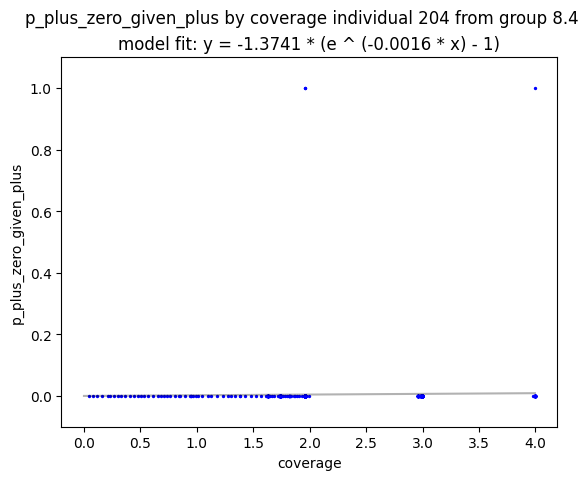 p_plus_zero_given_plus by coverage individual 204 from group 8.4
model fit: y = -1.3741 * (e ^ (-0.0016 * x) - 1)
p_plus_zero_given_plus
1.0
0.8
0.6
0.4
0.2
0.0
0.0 0.5 1.0 1.5 2.0 2.5 3.0 3.5 4.0
coverage